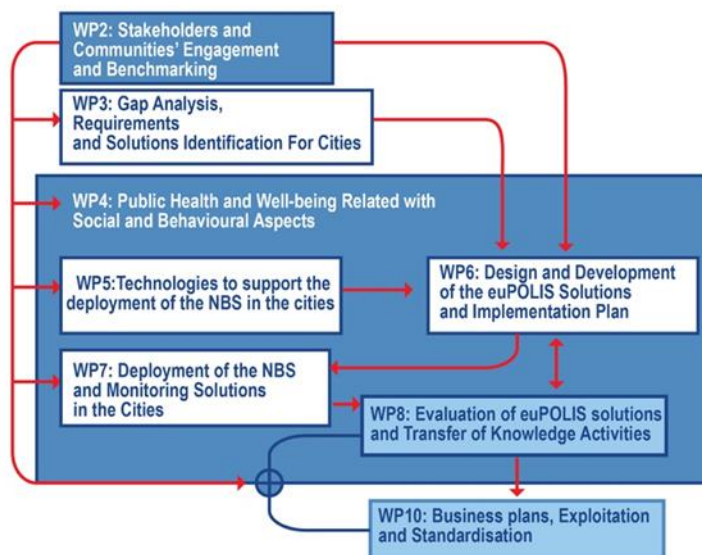 WP2: Stakeholders and
Communities' Engagement
and Benchmarking
WP3: Gap Analysis,
Requirements
and Solutions Identification For Cities
WP4: Public Health and Well-being Related with
Social and Behavioural Aspects
WP5:Technologies to support the
deployment of the NBS in the cities
WP6: Design and Development
of the euPOLIS Solutions
and Implementation Plan
WP7: Deployment of the NBS
and Monitoring Solutions
in the Cities
WP8: Evaluation of euPOLIS solutions
and Transfer of Knowledge Activities
WP10: Business plans, Exploitation
and Standardisation